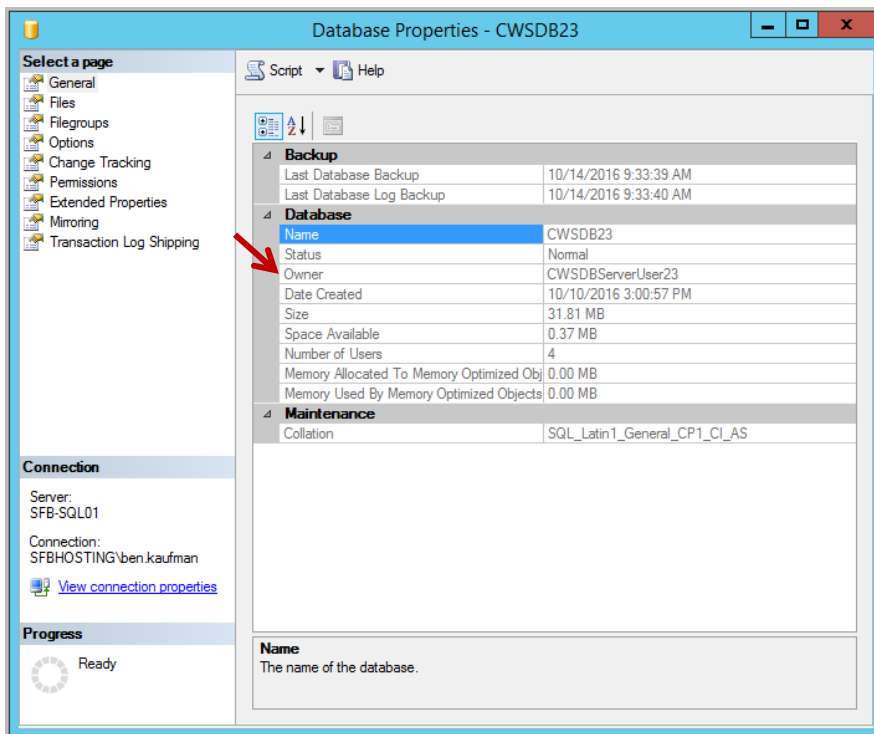 Database Properties - CWSDB23
Select a page
General
Files
Filegroups
Options
Change Tracking
Permissions
Extended Properties
Mirroring
Transaction Log Shipping
Connection
Server:
SFB-SQL01
Connection:
SFBHOSTING\ben.kaufman
View connection properties
Progress
Ready
Script Help
Backup
Last Database Backup 10/14/2016 9:33:39 AM
Last Database Log Backup 10/14/2016 9:33:40 AM
Database
Name CWSDB23
Status Normal
Owner CWSDBServerUser23
Date Created 10/10/2016 3:00:57 PM
Size 31.81 MB
Space Available 0.37 MB
Number of Users 4
Memory Allocated To Memory Optimized Obj 0.00 MB
Memory Used By Memory Optimized Objects 0.00 MB
Maintenance
Collation SQL_Latin1_General_CP1_CI_AS
Name
The name of the database.